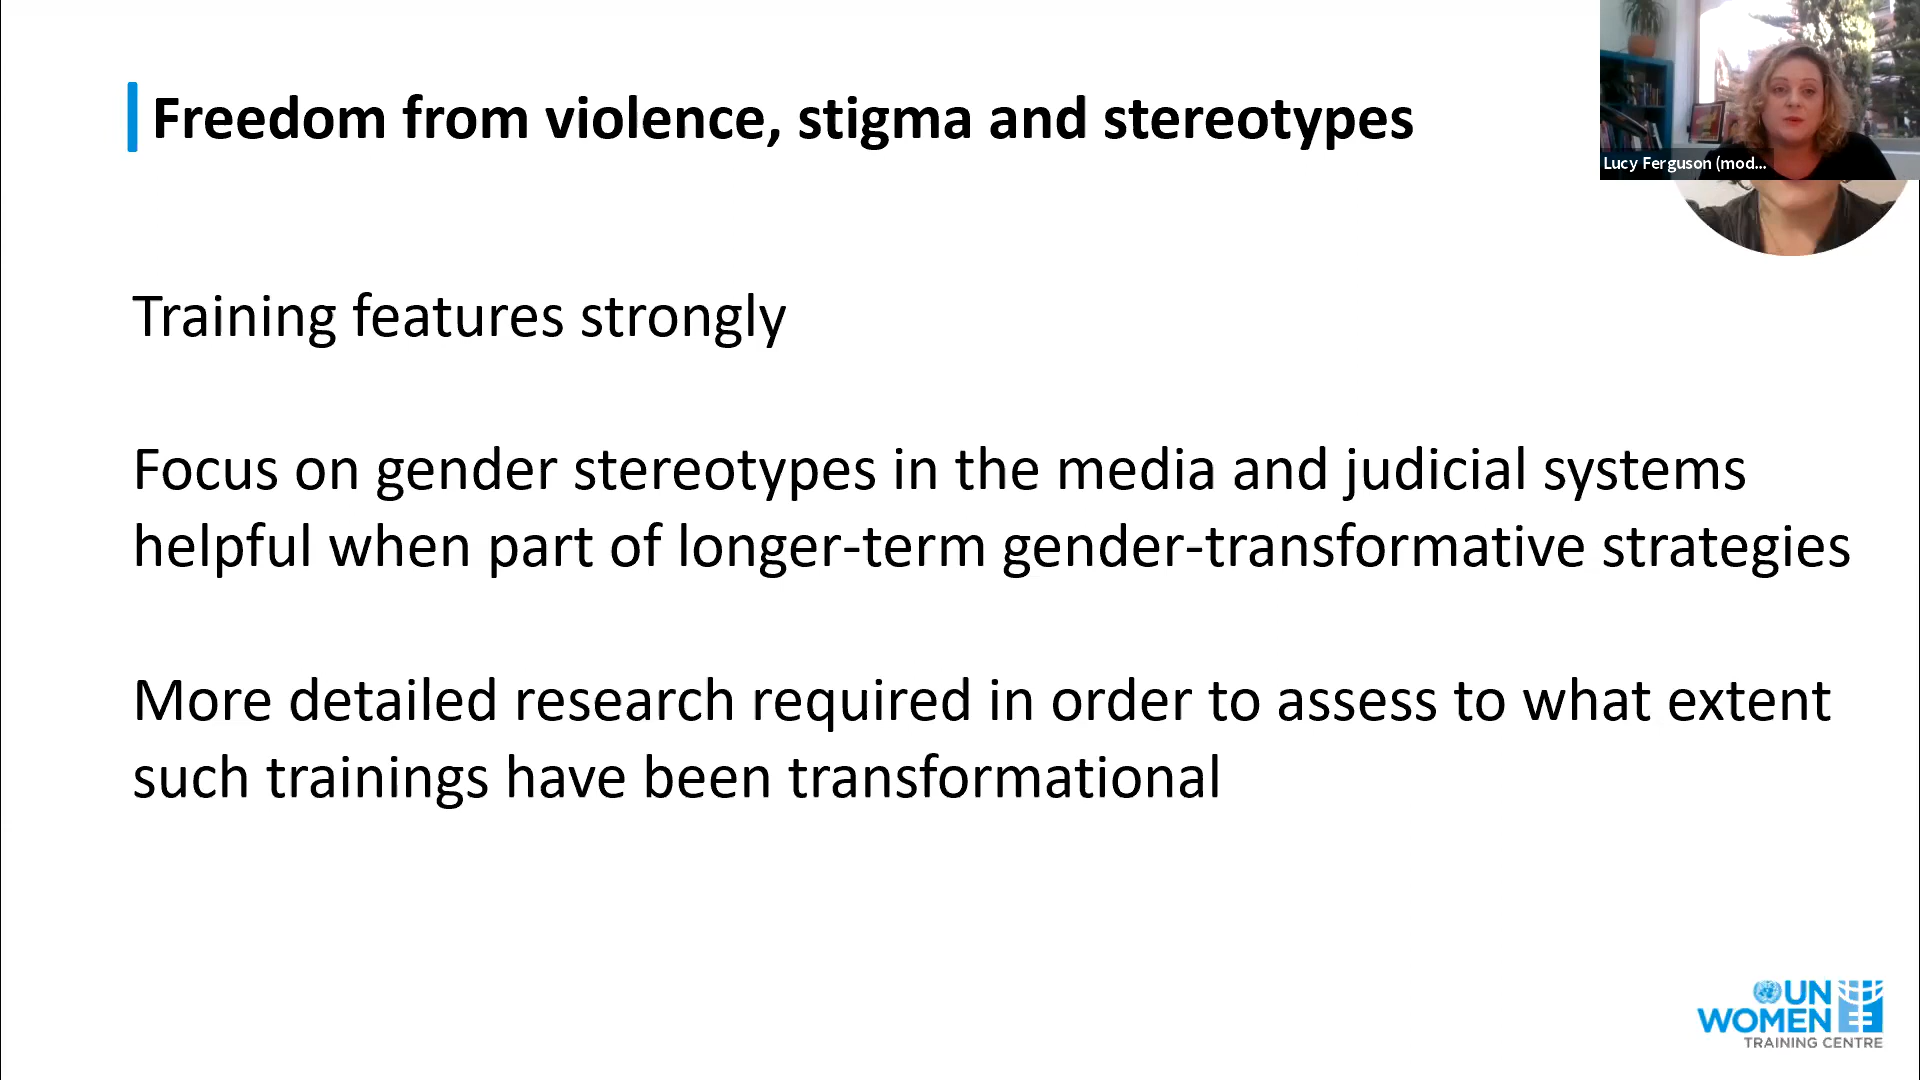 Freedom from violence, stigma and stereotypes
Lucy Ferguson (mod...
Training features strongly
Focus on gender stereotypes in the media and judicial systems
helpful when part of longer-term gender-transformative strategies
More detailed research required in order to assess to what extent
such trainings have been transformational
UN
WOMEN
TRAINING CENTRE